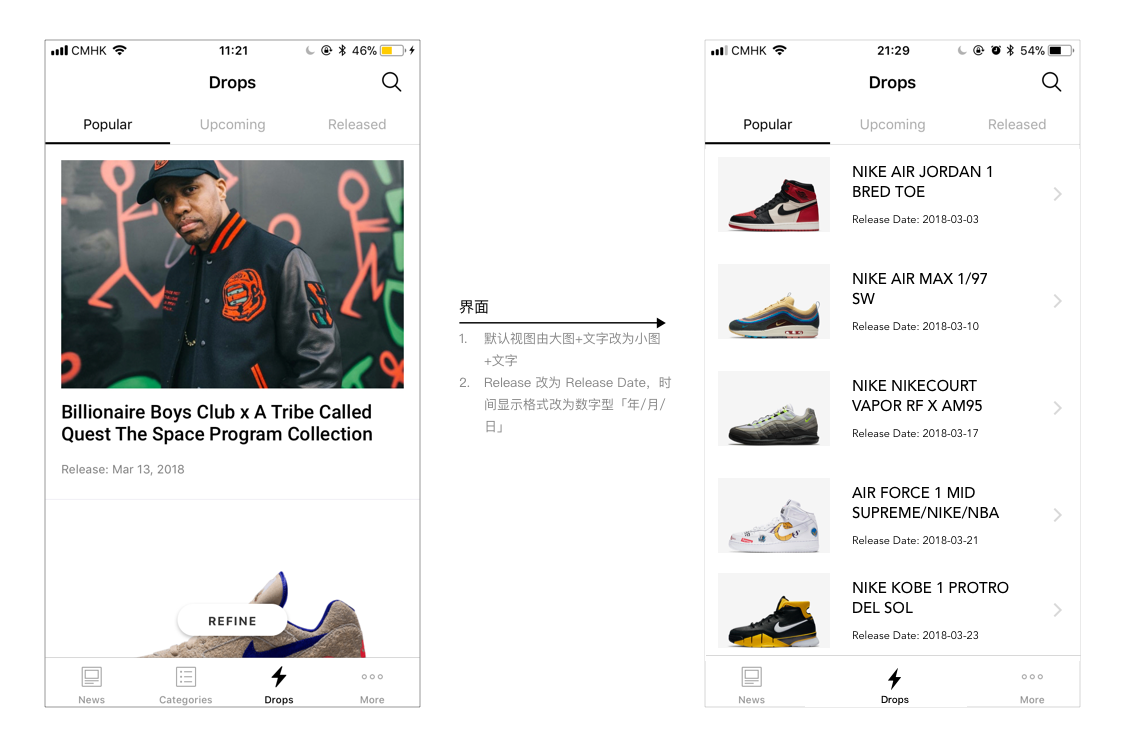 CMHK
11:21
46%
Drops
Popular
Upcoming
Released
Billionaire Boys Club x A Tribe Called
Quest The Space Program Collection
Release: Mar 13, 2018
REFINE
News
Categories
Drops
More
界面
1. 默认视图由大图+文字改为小图
+文字
2. Release 改为 Release Date，时
间显示格式改为数字型「年/月/
日」
CMHK
21:29
54%
Drops
Popular
Upcoming
Released
NIKE AIR JORDAN 1
BRED TOE
Release Date: 2018-03-03
NIKE AIR MAX 1/97
SW
Release Date: 2018-03-10
NIKE NIKECOURT
VAPOR RF X AM95
Release Date: 2018-03-17
AIR FORCE 1 MID
SUPREME/NIKE/NBA
Release Date: 2018-03-21
NIKE KOBE 1 PROTRO
DEL SOL
Release Date: 2018-03-23
News
Drops
More